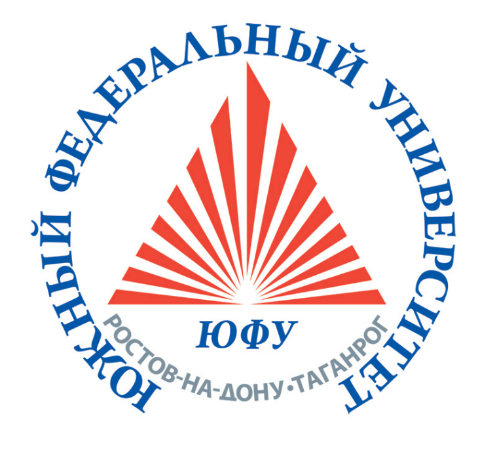 ЮЖНЫЙ ФЕДЕРАЛЬНЫЙ УНИВЕРСИТЕТ
ЮФУ
РОСТОВ-НА-ДОНУ·ТАГАНРОГ